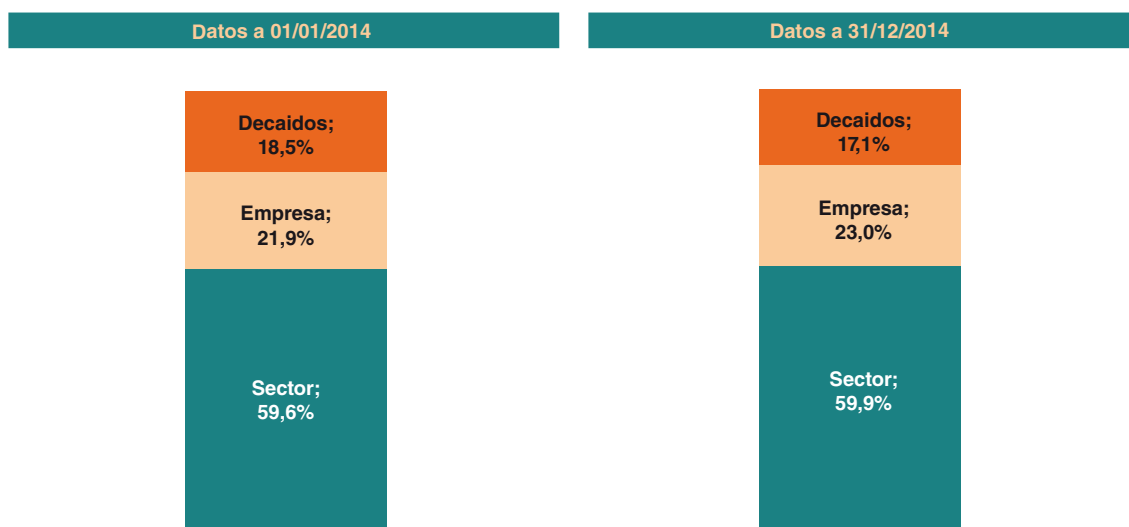 Datos a 01/01/2014
Decaidos;
18,5%
Empresa;
21,9%
Sector;
59,6%
Datos a 31/12/2014
Decaidos;
17,1%
Empresa;
23,0%
Sector;
59,9%